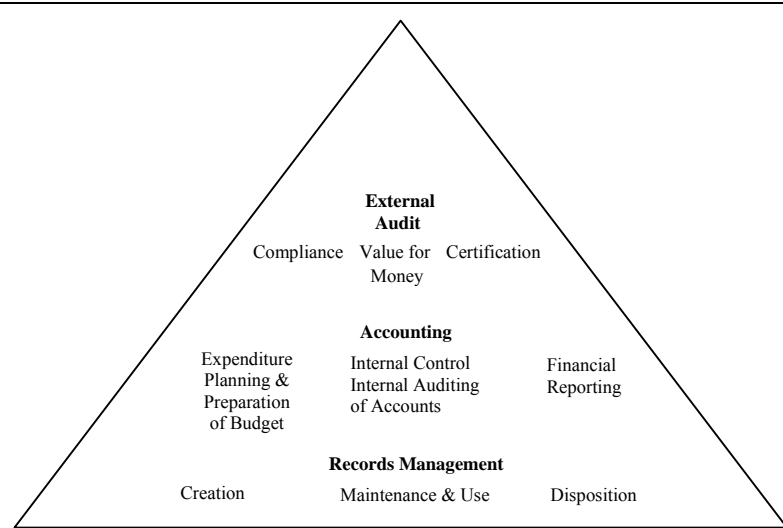 External
Audit
Compliance Value for Certification
Money
Accounting
Expenditure
Planning &
Preparation
of Budget
Internal Control
Internal Auditing
of Accounts
Financial
Reporting
Records Management
Creation Maintenance & Use Disposition